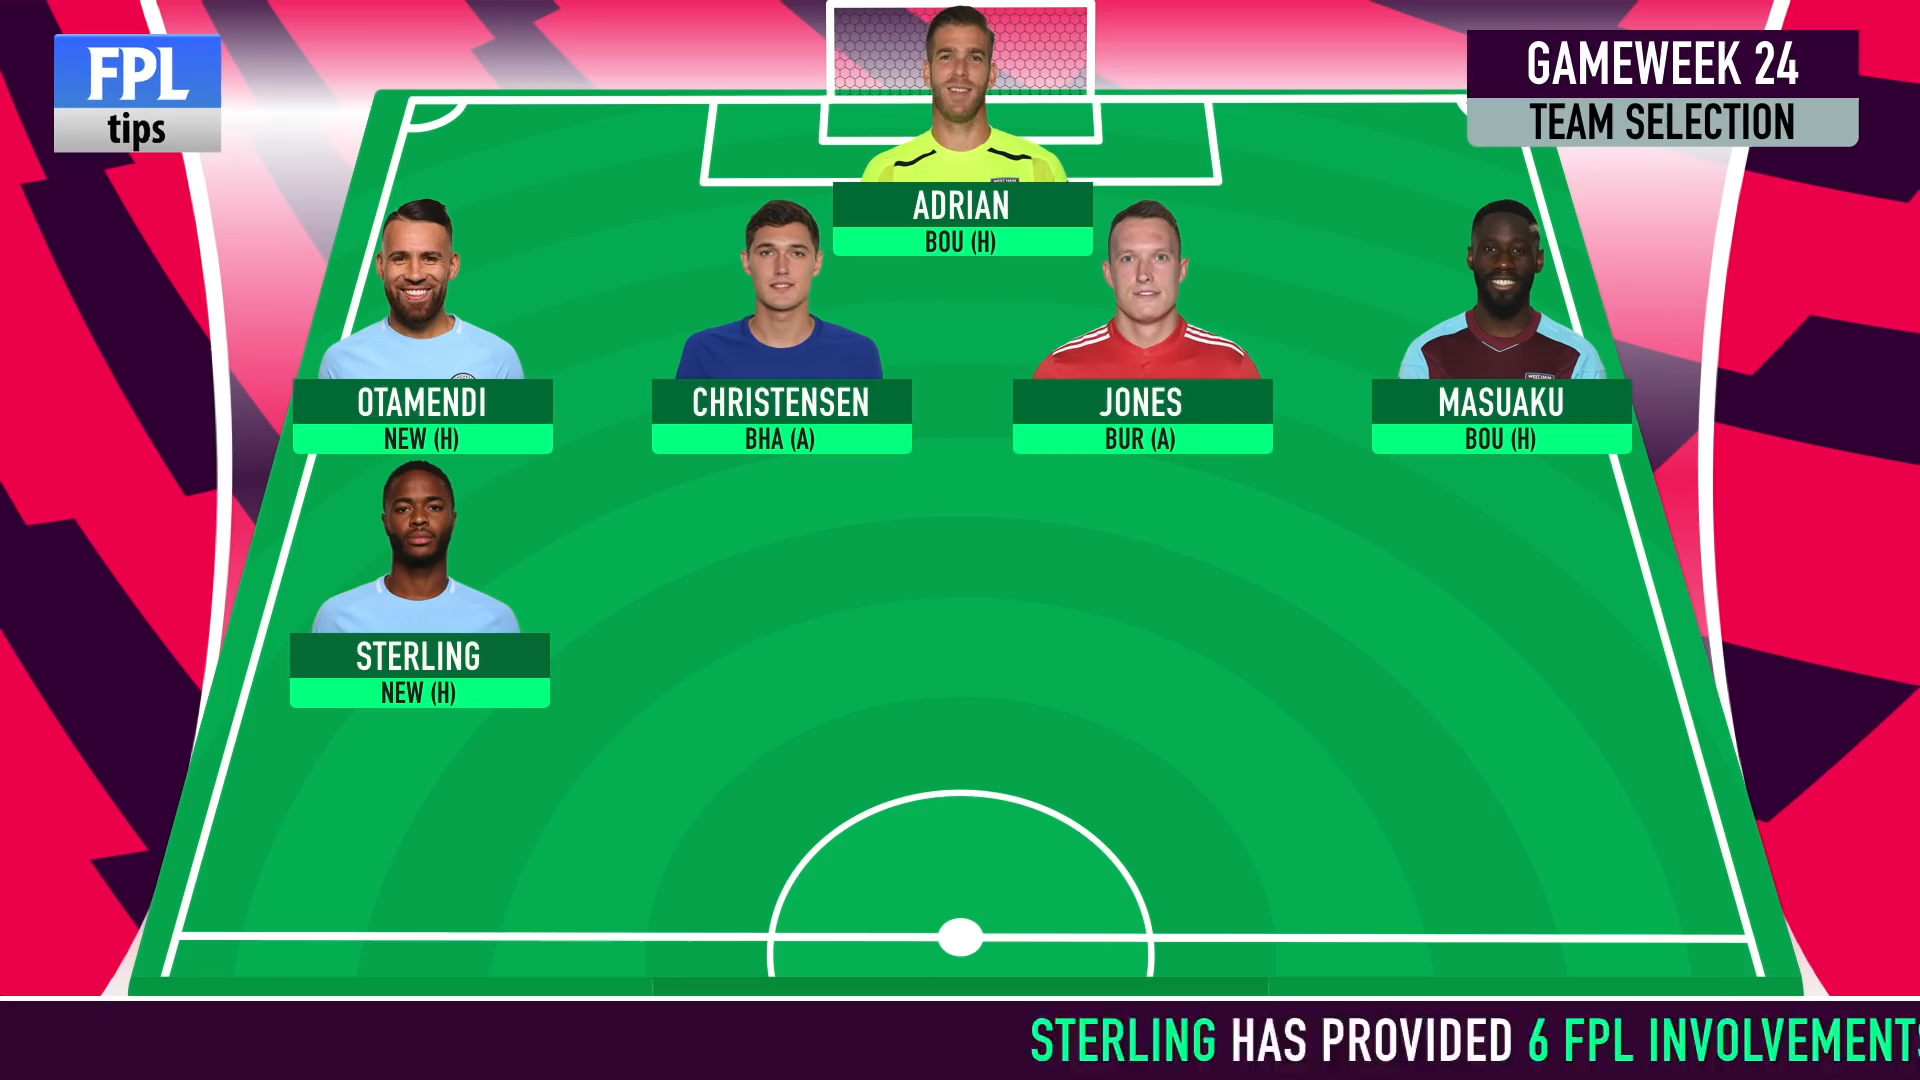 FPL
tips
GAMEWEEK 24
TEAM SELECTION
ADRIAN
BOU (H)
OTAMENDI
NEW (H)
CHRISTENSEN
BHA (A)
JONES
BUR (A)
MASUAKU
BOU (H)
STERLING
NEW (H)
STERLING HAS PROVIDED 6 FPL INVOLVEMENTS